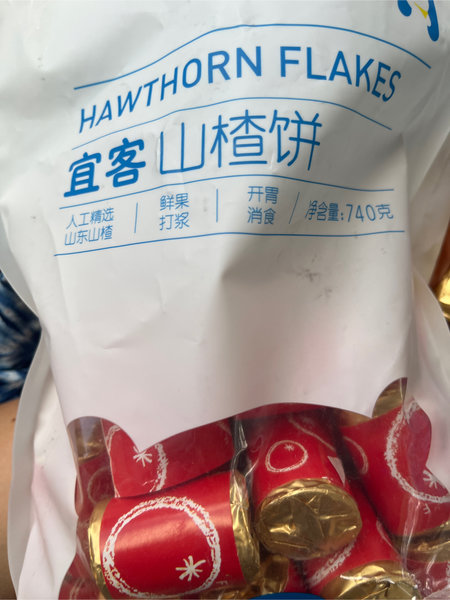 HAWTHORN FLAKES
宜客山楂饼
人工精选
山东山楂
鲜果
打浆
开胃
消食
净含量:740克